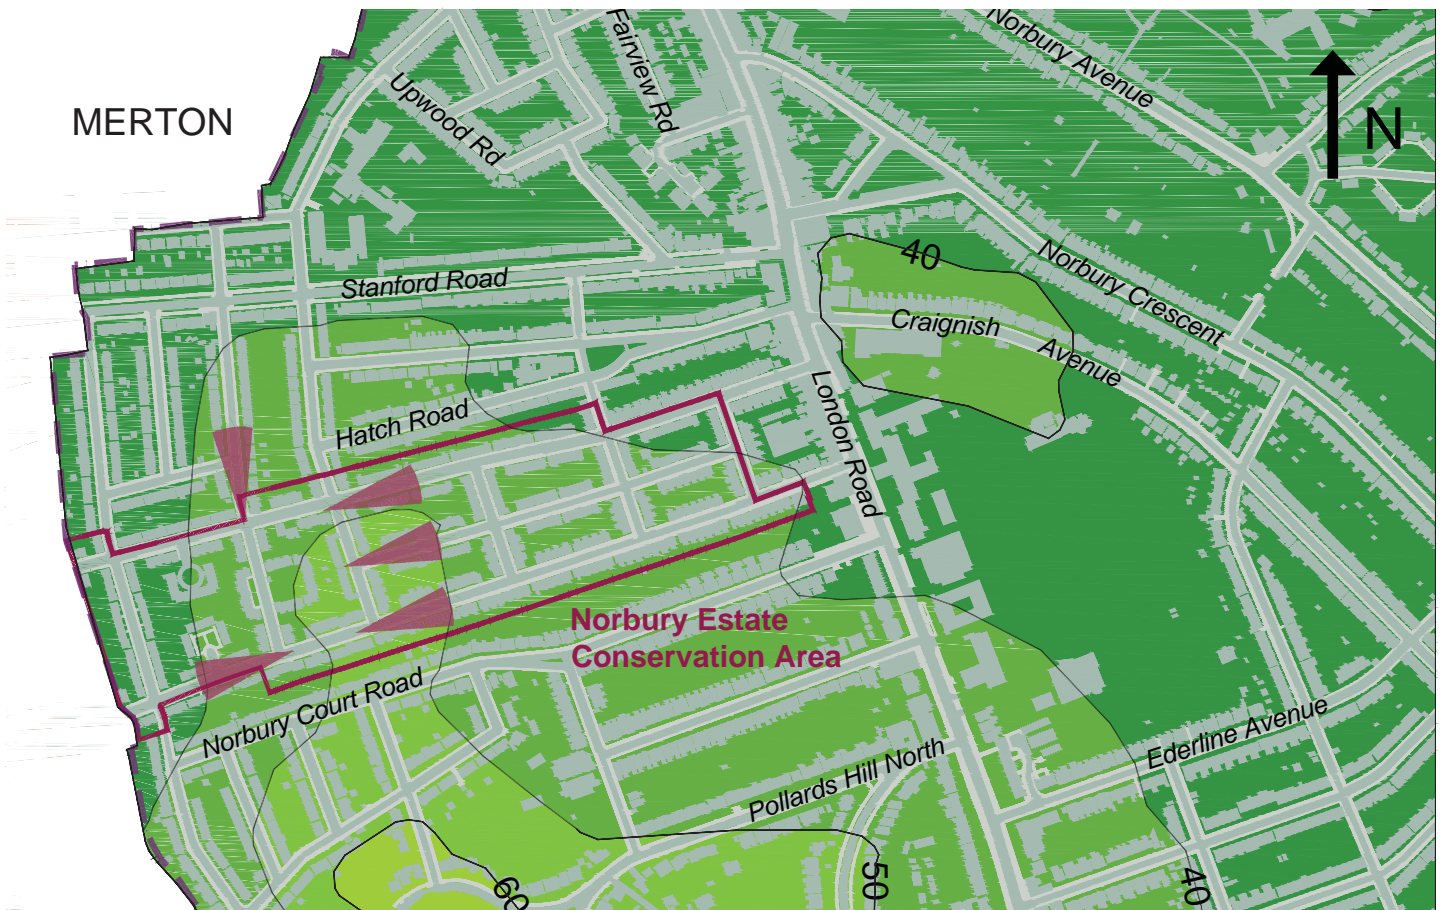 Norbury Avenue
Fairview Rd
Upwood Rd
MERTON
N
40
Stanford Road
Norbury Crescent
Craignish
Avenue
Hatch Road
London Road
Norbury Estate
Conservation Area
Norbury Court Road
Ederline Avenue
Pollards Hill North
60
50
40